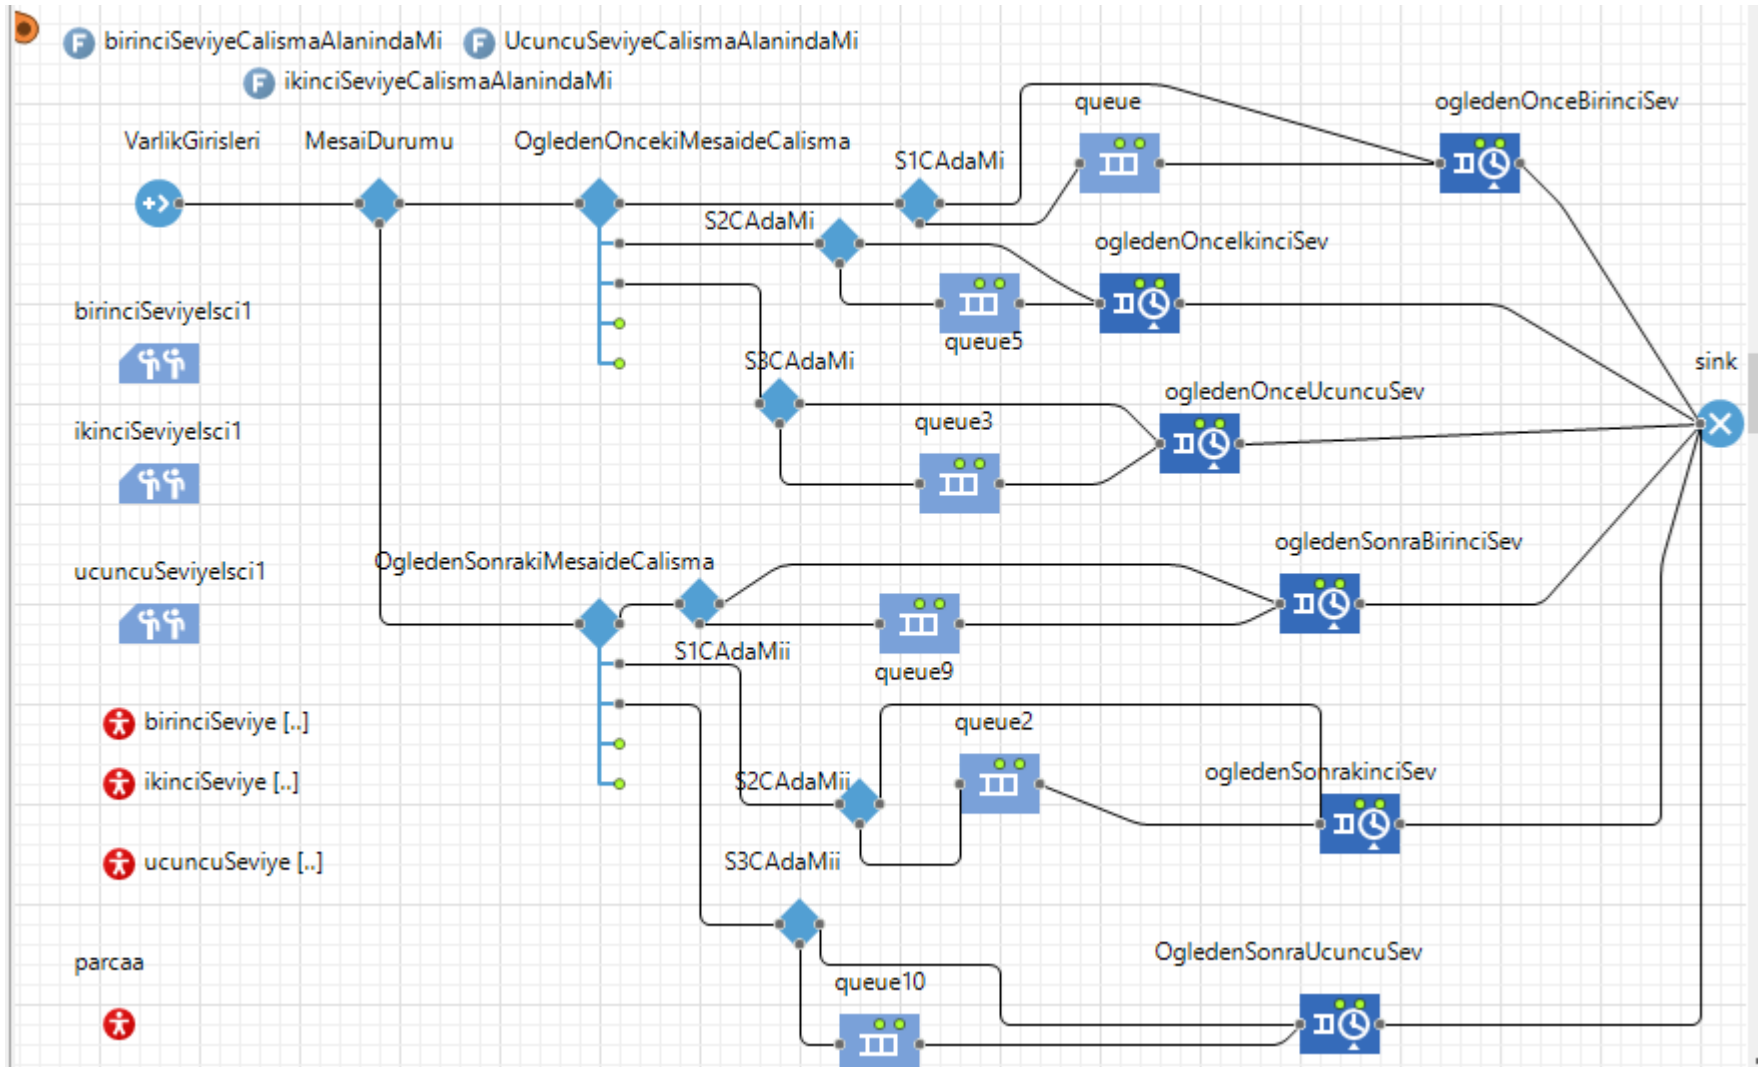 birinciSeviyeCalismaAlanindaMi
UcuncuSeviyeCalismaAlanindaMi
ikinciSeviyeCalismaAlanindaMi
queue
ogledenOnceBirinciSev
VarlikGirisleri
MesaiDurumu
OgledenOncekiMesaideCalisma
S1CAdaMi
S2CAdaMi
ogledenOnceIkinciSev
birinciSeviyeIsci1
queue5
S3CAdaMi
sink
ogledenOnceUcuncuSev
ikinciSeviyeIsci1
queue3
ogledenSonraBirinciSev
ucuncuSeviyeIsci1
OgledenSonrakiMesaideCalisma
S1CAdaMii
queue9
birinciSeviye [..]
queue2
ikinciSeviye [..]
S2CAdaMii
ogledenSonrakinciSev
ucuncuSeviye [..]
S3CAdaMii
parcaa
OgledenSonraUcuncuSev
queue10